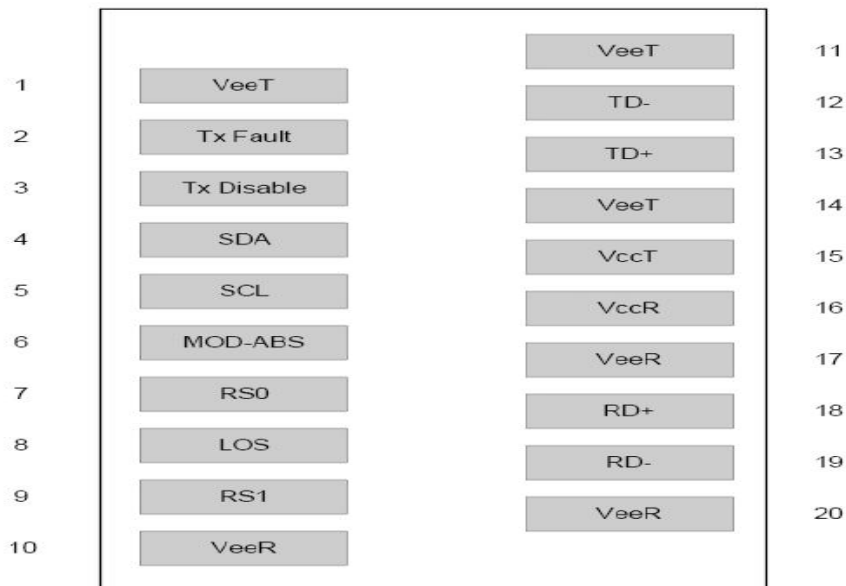 VeeT 11
1 VeeT
TD- 12
2 Tx Fault
TD+ 13
3 Tx Disable
VeeT 14
4 SDA
VccT 15
5 SCL
VccR 16
6 MOD-ABS
VeeR 17
7 RS0
RD+ 18
8 LOS
RD- 19
9 RS1
VeeR 20
10 VeeR